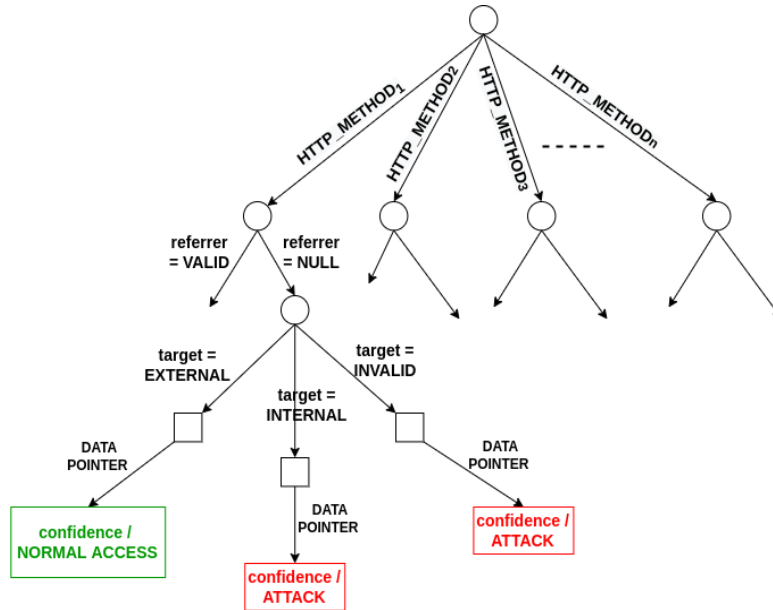 HTTP_METHOD1
HTTP_METHOD2
HTTP_METHOD3
-----
HTTP_METHODn
referrer
= VALID
referrer
= NULL
target =
EXTERNAL
target =
INTERNAL
target =
INVALID
DATA
POINTER
DATA
POINTER
DATA
POINTER
confidence /
NORMAL ACCESS
confidence /
ATTACK
confidence /
ATTACK